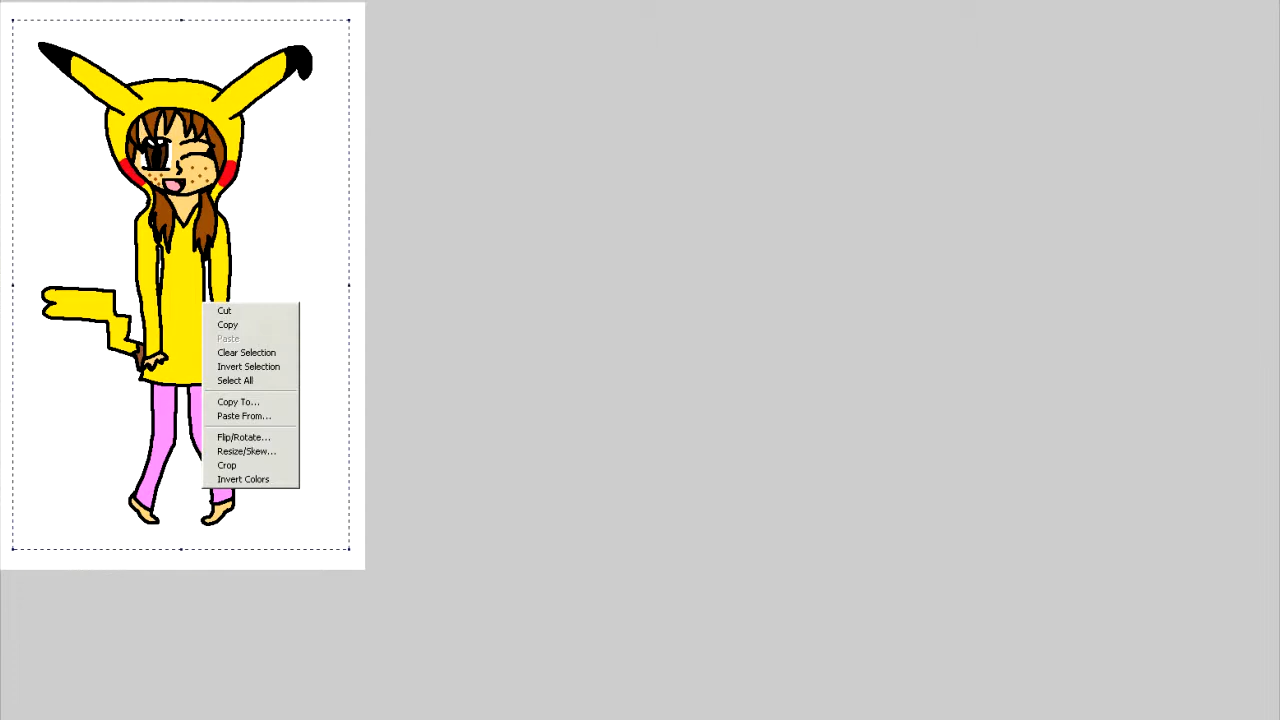 Cut
Copy
Paste
Clear Selection
Invert Selection
Select All
Copy To...
Paste From...
Flip/Rotate...
Resize/Skew...
Crop
Invert Colors